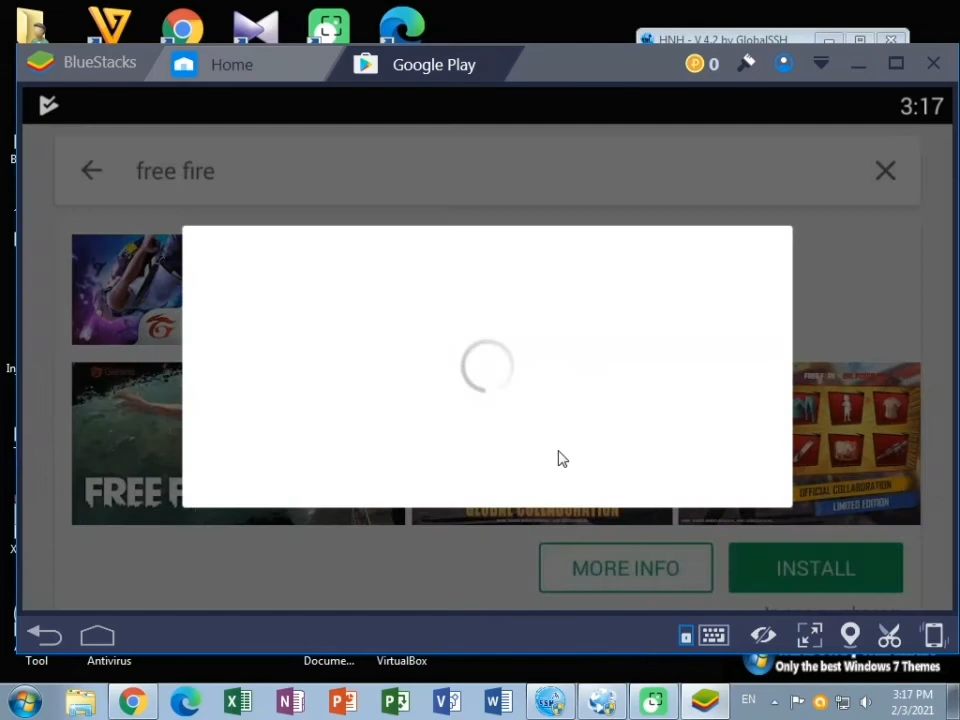 HNH - V 4.2 by GlobalSSH
BlueStacks
Home
Google Play
0
3:17
free fire
FREE F
GLOBAL COLLABORATION
OFFICIAL COLLABORATION
LIMITED EDITION
MORE INFO
INSTALL
Tool
Antivirus
Docume...
VirtualBox
Only the best Windows 7 Themes
EN
3:17 PM
2/3/2021